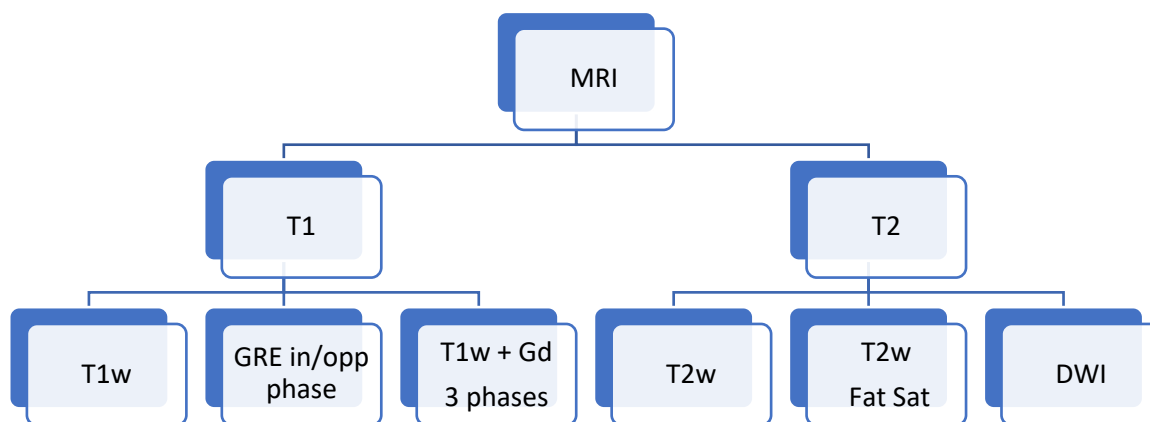 MRI
T1
T2
T1w
GRE in/opp
phase
T1w + Gd
3 phases
T2w
T2w
Fat Sat
DWI